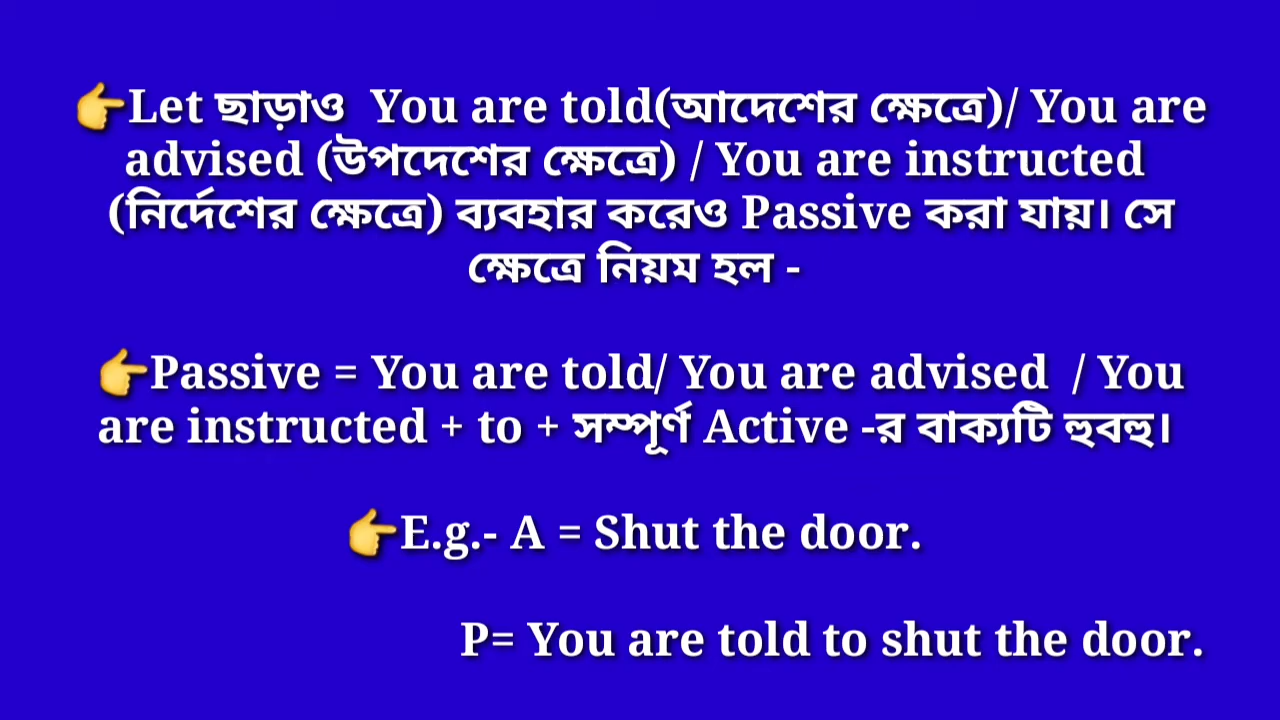 👉Let ছাড়াও You are told(আদেশের ক্ষেত্রে)/ You are
advised (উপদেশের ক্ষেত্রে) / You are instructed
(নির্দেশের ক্ষেত্রে) ব্যবহার করেও Passive করা যায়। সে
ক্ষেত্রে নিয়ম হল -
👉Passive = You are told/ You are advised / You
are instructed + to + সম্পূর্ণ Active -র বাক্যটি হুবহু।
👉E.g.- A = Shut the door.
P= You are told to shut the door.